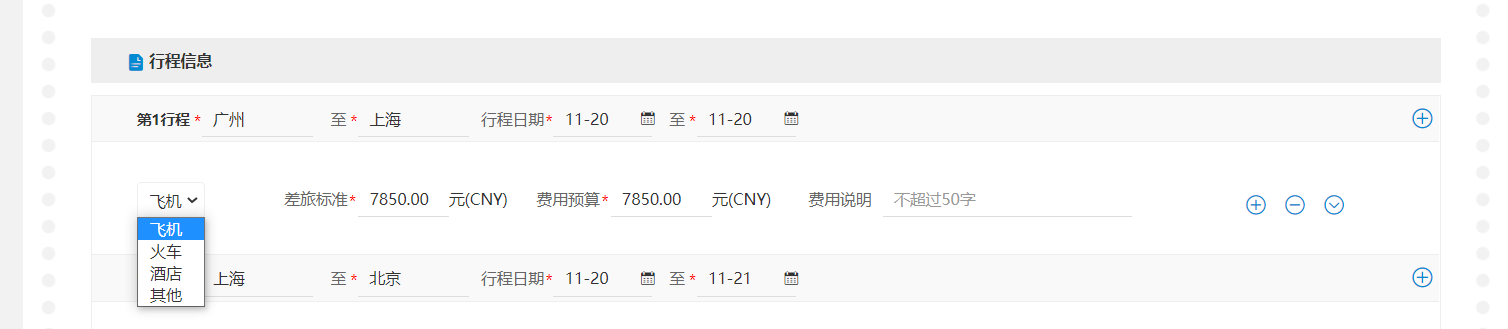 行程信息
第1行程 * 广州 至 * 上海 行程日期* 11-20 至 * 11-20
飞机 差旅标准* 7850.00 元(CNY) 费用预算* 7850.00 元(CNY) 费用说明 不超过50字
飞机
火车
酒店
其他
上海 至 * 北京 行程日期* 11-20 至 * 11-21